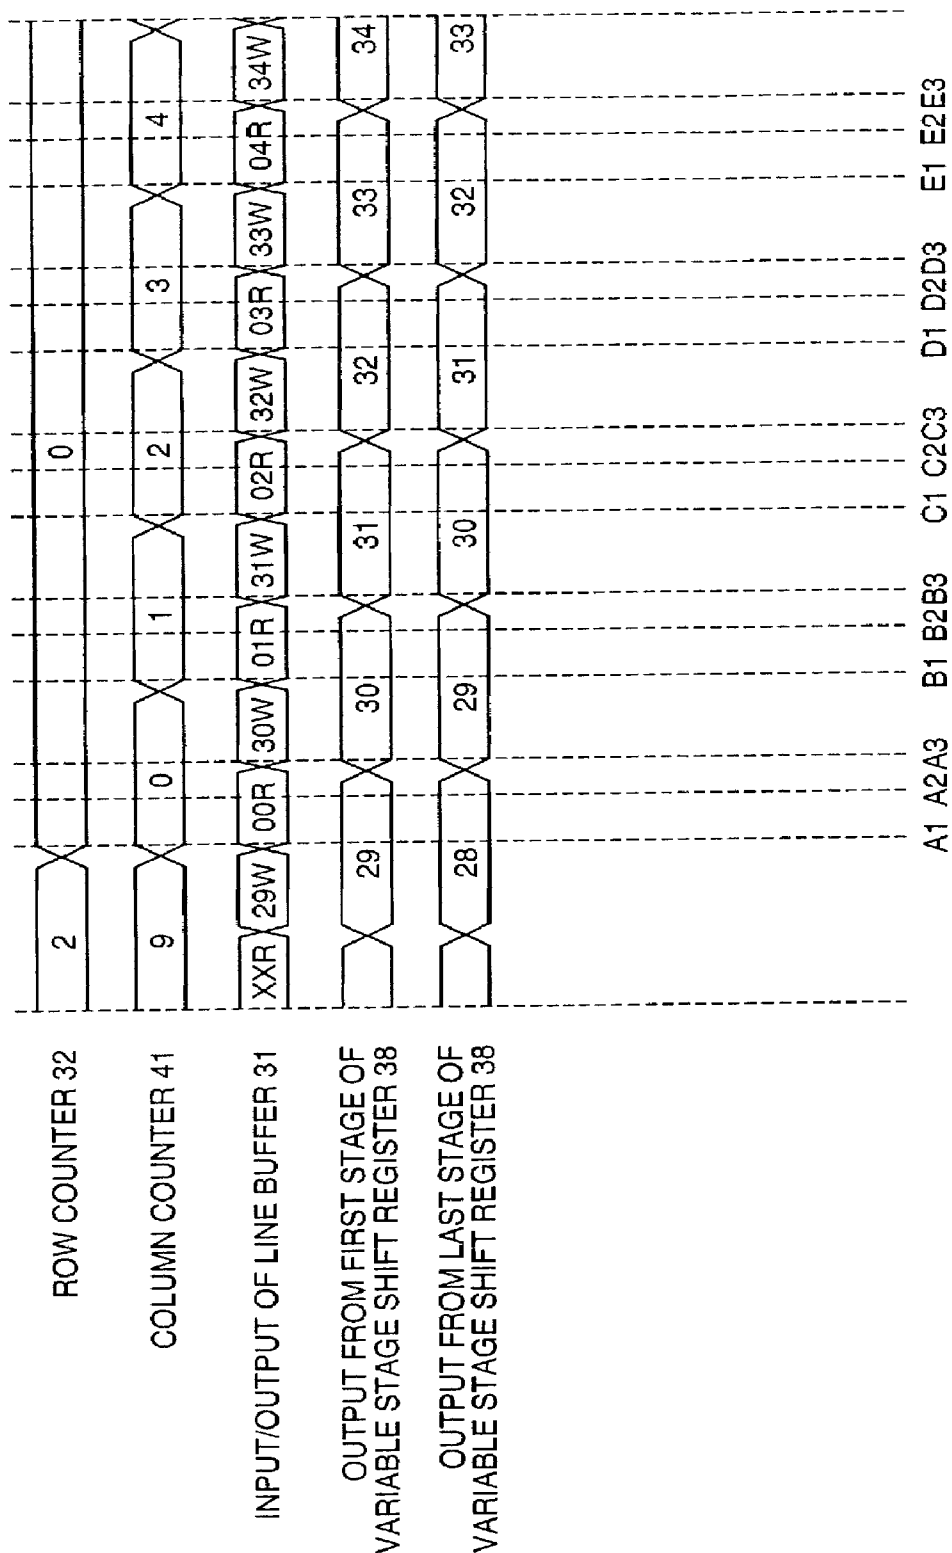 ROW COUNTER 32
2
0
COLUMN COUNTER 41
9
0
1
2
3
4
INPUT/OUTPUT OF LINE BUFFER 31
XXR
29W
00R
30W
01R
31W
02R
32W
03R
33W
04R
34W
OUTPUT FROM FIRST STAGE OF
VARIABLE STAGE SHIFT REGISTER 38
29
30
31
32
33
34
OUTPUT FROM LAST STAGE OF
VARIABLE STAGE SHIFT REGISTER 38
28
29
30
31
32
33
A1 A2A3 B1 B2B3 C1 C2C3 D1 D2D3 E1 E2E3